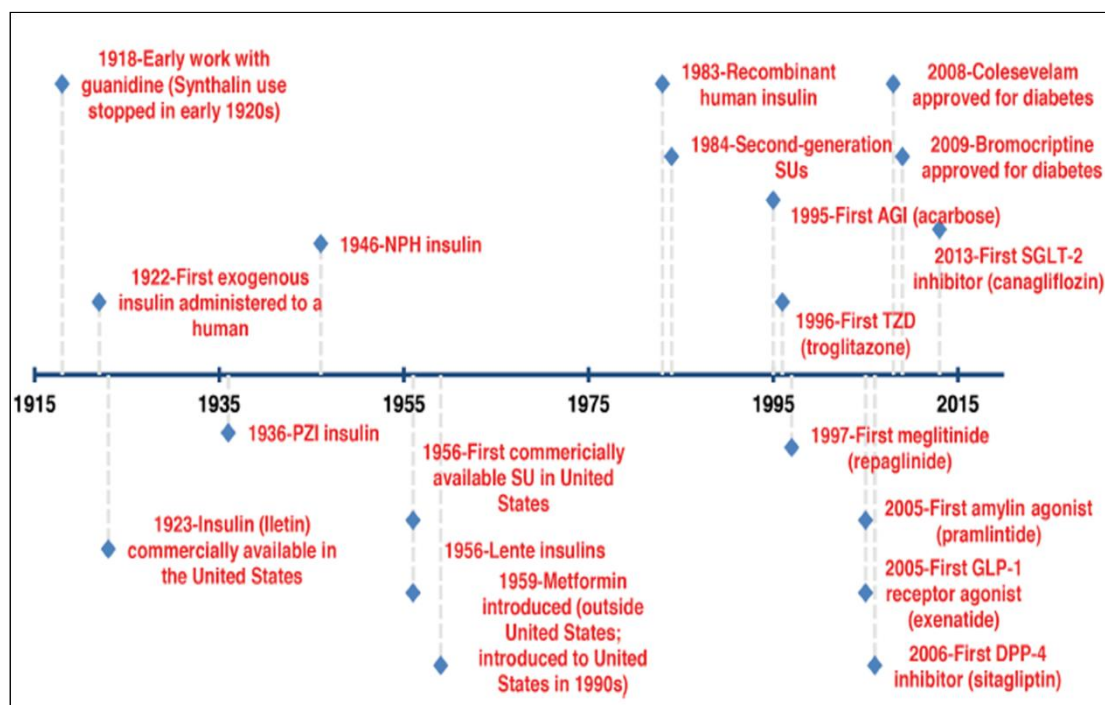 1918-Early work with
guanidine (Synthalin use
stopped in early 1920s)
1983-Recombinant
human insulin
2008-Colesevelam
approved for diabetes
1984-Second-generation
SUs
2009-Bromocriptine
approved for diabetes
1995-First AGI (acarbose)
1946-NPH insulin
2013-First SGLT-2
inhibitor (canagliflozin)
1922-First exogenous
insulin administered to a
human
1996-First TZD
(troglitazone)
1915
1935
1955
1975
1995
2015
1936-PZI insulin
1956-First commericially
available SU in United
States
1997-First meglitinide
(repaglinide)
1923-Insulin (Iletin)
commercially available in
the United States
2005-First amylin agonist
(pramlintide)
1956-Lente insulins
1959-Metformin
introduced (outside
United States;
introduced to United
States in 1990s)
2005-First GLP-1
receptor agonist
(exenatide)
2006-First DPP-4
inhibitor (sitagliptin)